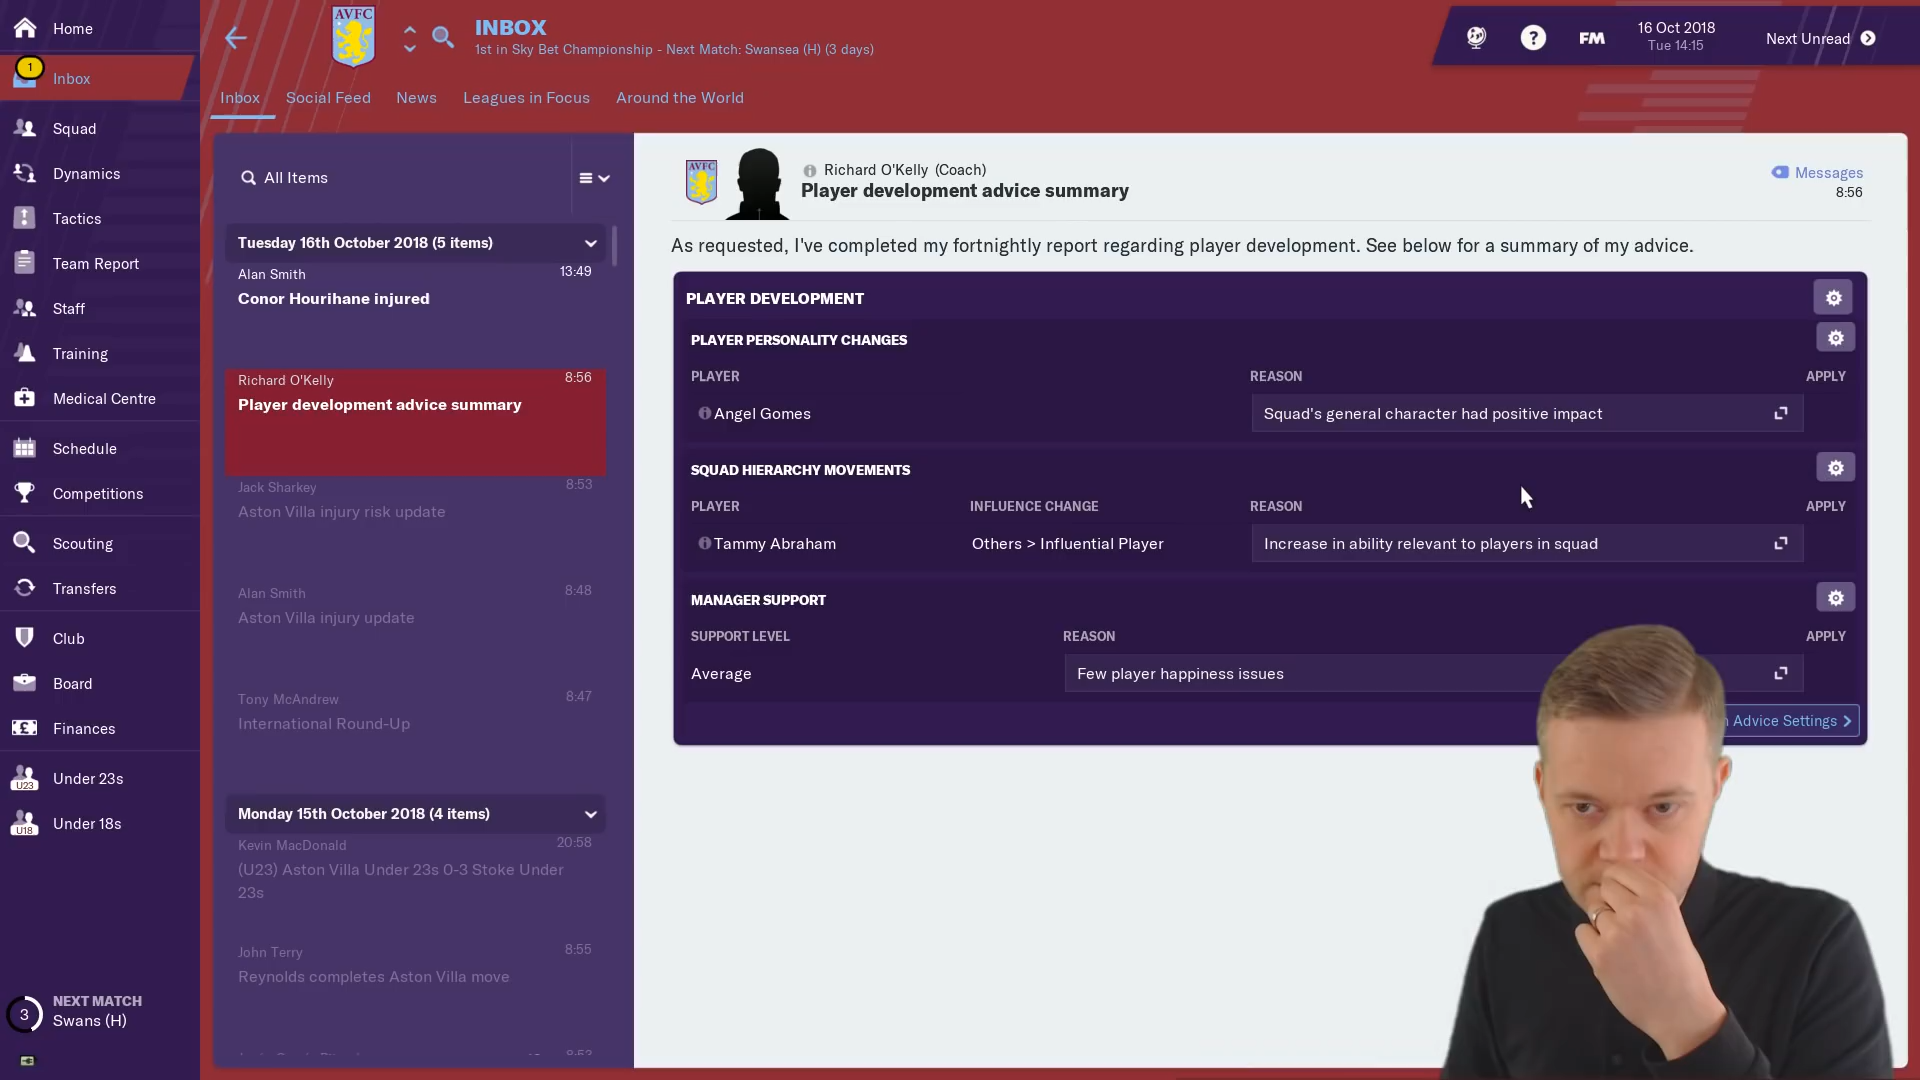 Home
1
Inbox
Squad
Dynamics
Tactics
Team Report
Staff
Training
Medical Centre
Schedule
Competitions
Scouting
Transfers
Club
Board
Finances
U23
Under 23s
U18
Under 18s
3
NEXT MATCH
Swans (H)
AVFC
INBOX
1st in Sky Bet Championship - Next Match: Swansea (H) (3 days)
?
FM
16 Oct 2018
Tue 14:15
Next Unread
Inbox
Social Feed
News
Leagues in Focus
Around the World
All Items
Tuesday 16th October 2018 (5 items)
Alan Smith
13:49
Conor Hourihane injured
Richard O'Kelly
8:56
Player development advice summary
Jack Sharkey
8:53
Aston Villa injury risk update
Alan Smith
8:48
Aston Villa injury update
Tony McAndrew
8:47
International Round-Up
Monday 15th October 2018 (4 items)
Kevin MacDonald
20:58
(U23) Aston Villa Under 23s 0-3 Stoke Under
23s
John Terry
8:55
Reynolds completes Aston Villa move
AVFC
Richard O'Kelly (Coach)
Player development advice summary
Messages
8:56
As requested, I've completed my fortnightly report regarding player development. See below for a summary of my advice.
PLAYER DEVELOPMENT
PLAYER PERSONALITY CHANGES
PLAYER
REASON
APPLY
Angel Gomes
Squad's general character had positive impact
SQUAD HIERARCHY MOVEMENTS
PLAYER
INFLUENCE CHANGE
REASON
APPLY
Tammy Abraham
Others > Influential Player
Increase in ability relevant to players in squad
MANAGER SUPPORT
SUPPORT LEVEL
REASON
APPLY
Average
Few player happiness issues
Advice Settings